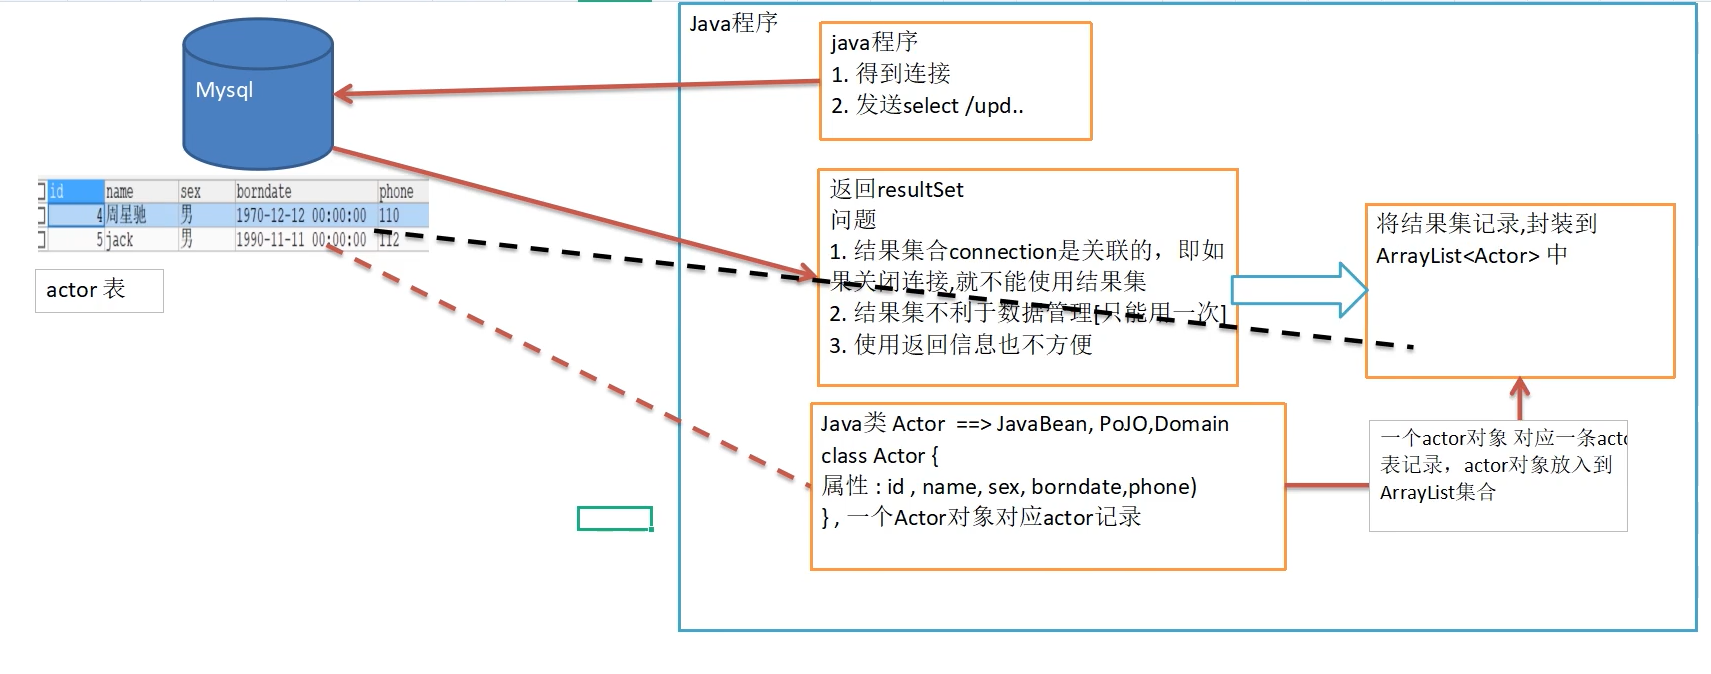 Java程序
java程序
1. 得到连接
2. 发送select /upd..
Mysql
id name sex borndate phone
4 周星驰 男 1970-12-12 00:00:00 110
5 jack 男 1990-11-11 00:00:00 112
actor 表
返回resultSet
问题
1. 结果集合connection是关联的，即如
果关闭连接,就不能使用结果集
2. 结果集不利于数据管理[只能用一次]
3. 使用返回信息也不方便
将结果集记录,封装到
ArrayList<Actor> 中
Java类 Actor ==> JavaBean, PoJO,Domain
class Actor {
属性 : id , name, sex, borndate,phone)
} , 一个Actor对象对应actor记录
一个actor对象 对应一条acto
表记录，actor对象放入到
ArrayList集合